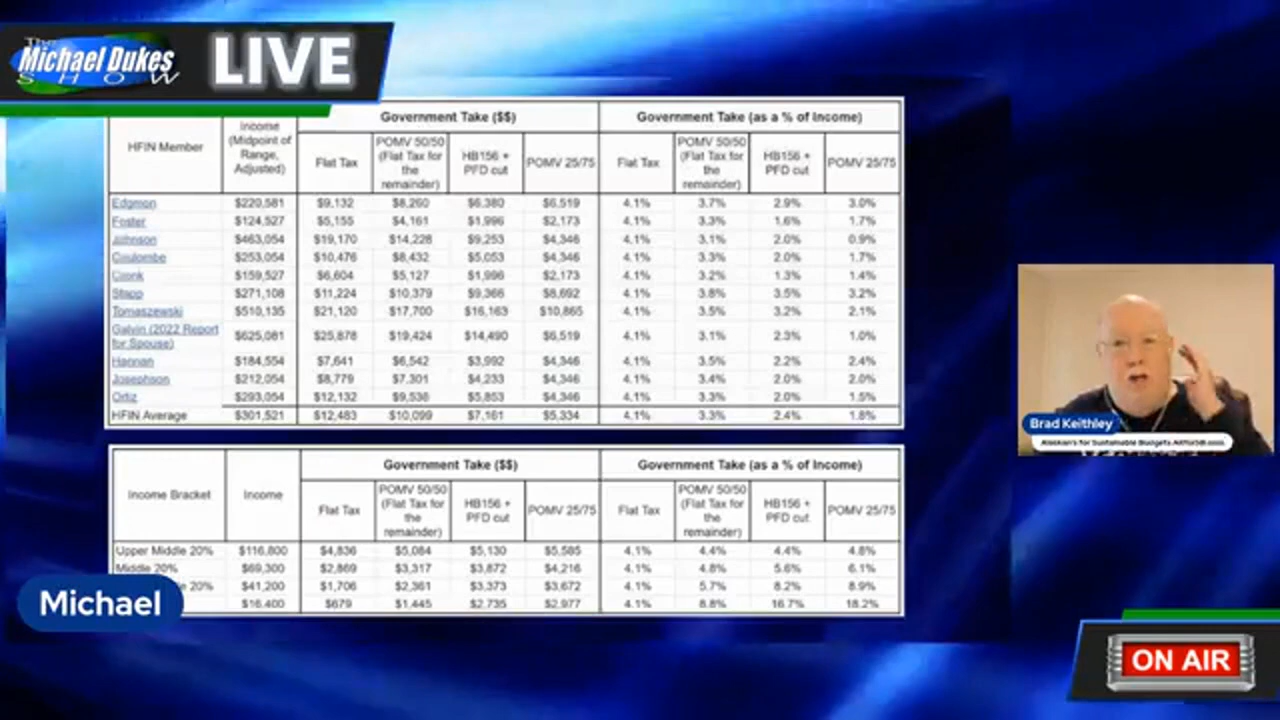 The
Michael Dukes
SHOW
LIVE
HFIN Member
Income (Midpoint of Range, Adjusted)
Government Take ($$)
Government Take (as a % of Income)
Flat Tax
POMV 50/50 (Flat Tax for the remainder)
HB156 + PFD cut
POMV 25/75
Flat Tax
POMV 50/50 (Flat Tax for the remainder)
HB156 + PFD cut
POMV 25/75
Edgmon $220,581 $9,132 $8,260 $6,380 $6,519 4.1% 3.7% 2.9% 3.0%
Foster $124,527 $5,155 $4,161 $1,996 $2,173 4.1% 3.3% 1.6% 1.7%
Johnson $463,054 $19,170 $14,228 $9,253 $4,346 4.1% 3.1% 2.0% 0.9%
Coulombe $253,054 $10,476 $8,432 $5,053 $4,346 4.1% 3.3% 2.0% 1.7%
Cronk $159,527 $6,604 $5,127 $1,996 $2,173 4.1% 3.2% 1.3% 1.4%
Stapp $271,108 $11,224 $10,379 $9,366 $8,692 4.1% 3.8% 3.5% 3.2%
Tomaszewski $510,135 $21,120 $17,700 $16,163 $10,865 4.1% 3.5% 3.2% 2.1%
Galvin (2022 Report for Spouse) $625,081 $25,878 $19,424 $14,490 $6,519 4.1% 3.1% 2.3% 1.0%
Hannan $184,554 $7,641 $6,542 $3,992 $4,346 4.1% 3.5% 2.2% 2.4%
Josephson $212,054 $8,779 $7,301 $4,233 $4,346 4.1% 3.4% 2.0% 2.0%
Ortiz $293,054 $12,132 $9,536 $5,853 $4,346 4.1% 3.3% 2.0% 1.5%
HFIN Average $301,521 $12,483 $10,099 $7,161 $5,334 4.1% 3.3% 2.4% 1.8%
Income Bracket
Income
Government Take ($$)
Government Take (as a % of Income)
Flat Tax
POMV 50/50 (Flat Tax for the remainder)
HB156 + PFD cut
POMV 25/75
Flat Tax
POMV 50/50 (Flat Tax for the remainder)
HB156 + PFD cut
POMV 25/75
Upper Middle 20% $116,800 $4,836 $5,084 $5,130 $5,585 4.1% 4.4% 4.4% 4.8%
Middle 20% $69,300 $2,869 $3,317 $3,872 $4,216 4.1% 4.8% 5.6% 6.1%
20% $41,200 $1,706 $2,361 $3,373 $3,672 4.1% 5.7% 8.2% 8.9%
$16,400 $679 $1,445 $2,735 $2,977 4.1% 8.8% 16.7% 18.2%
Michael
Brad Keithley
Alaskan's for Sustainable Budgets
ON AIR